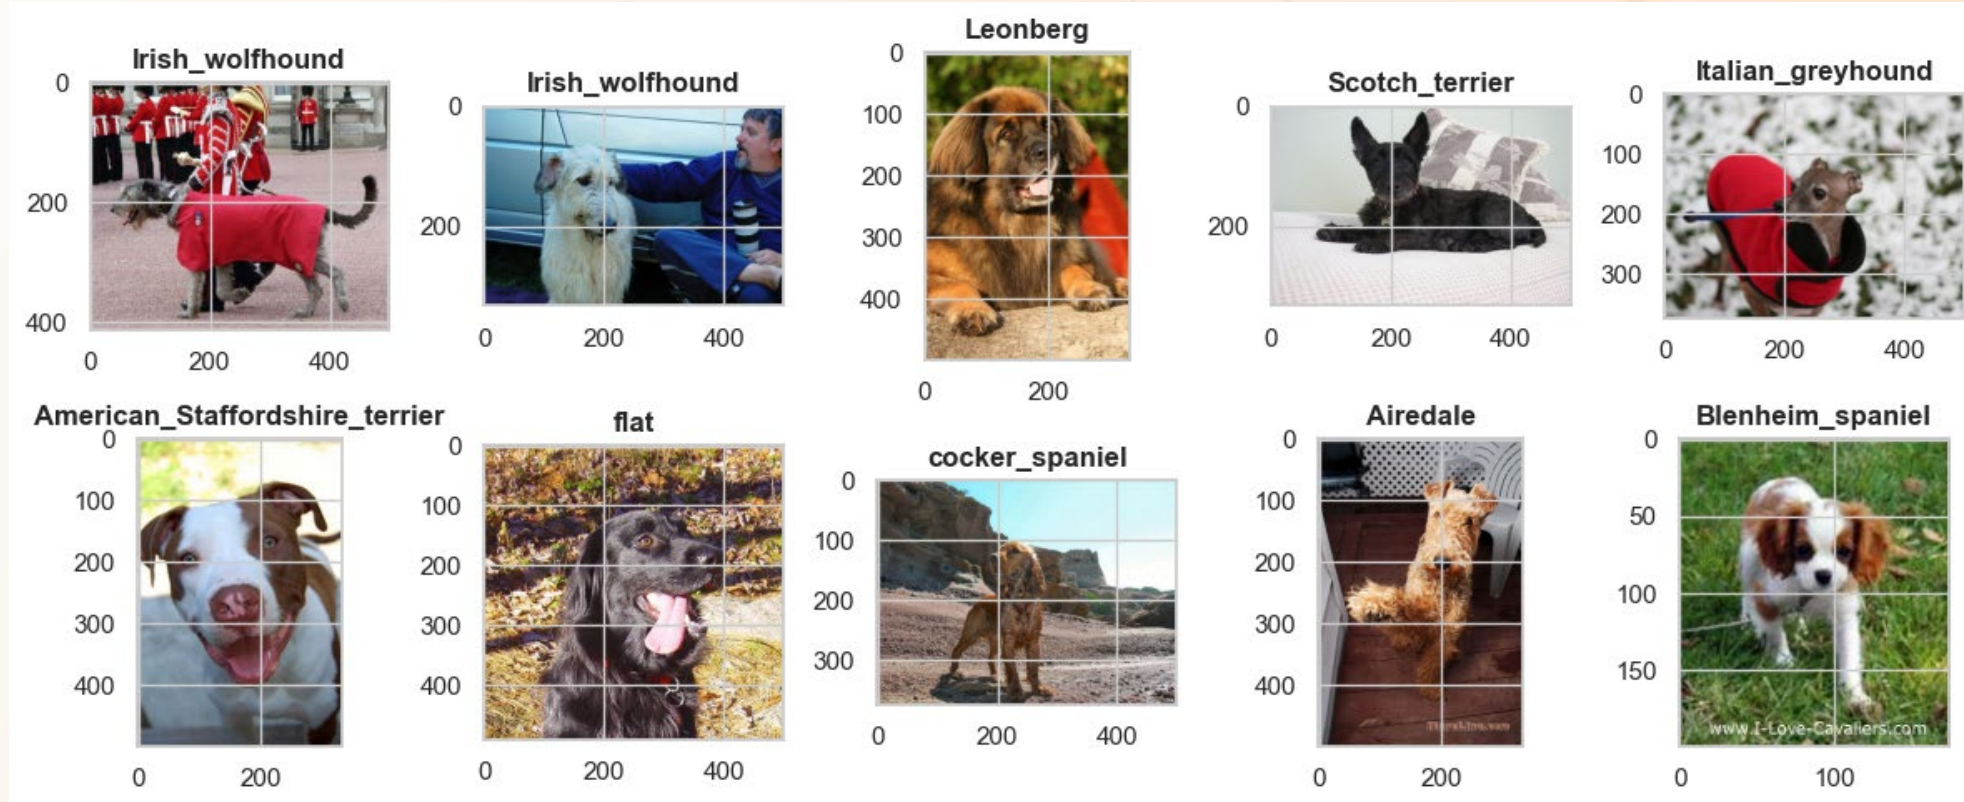 Irish_wolfhound
0
200
400
0 200 400
Irish_wolfhound
0
200
0 200 400
Leonberg
0
100
200
300
400
0 200
Scotch_terrier
0
200
0 200 400
Italian_greyhound
0
100
200
300
0 200 400
American_Staffordshire_terrier
0
100
200
300
400
0 200
flat
0
100
200
300
400
0 200 400
cocker_spaniel
0
100
200
300
0 200 400
Airedale
0
100
200
300
400
0 200
Blenheim_spaniel
0
50
100
150
www.I-Love-Cavaliers.com
0 100